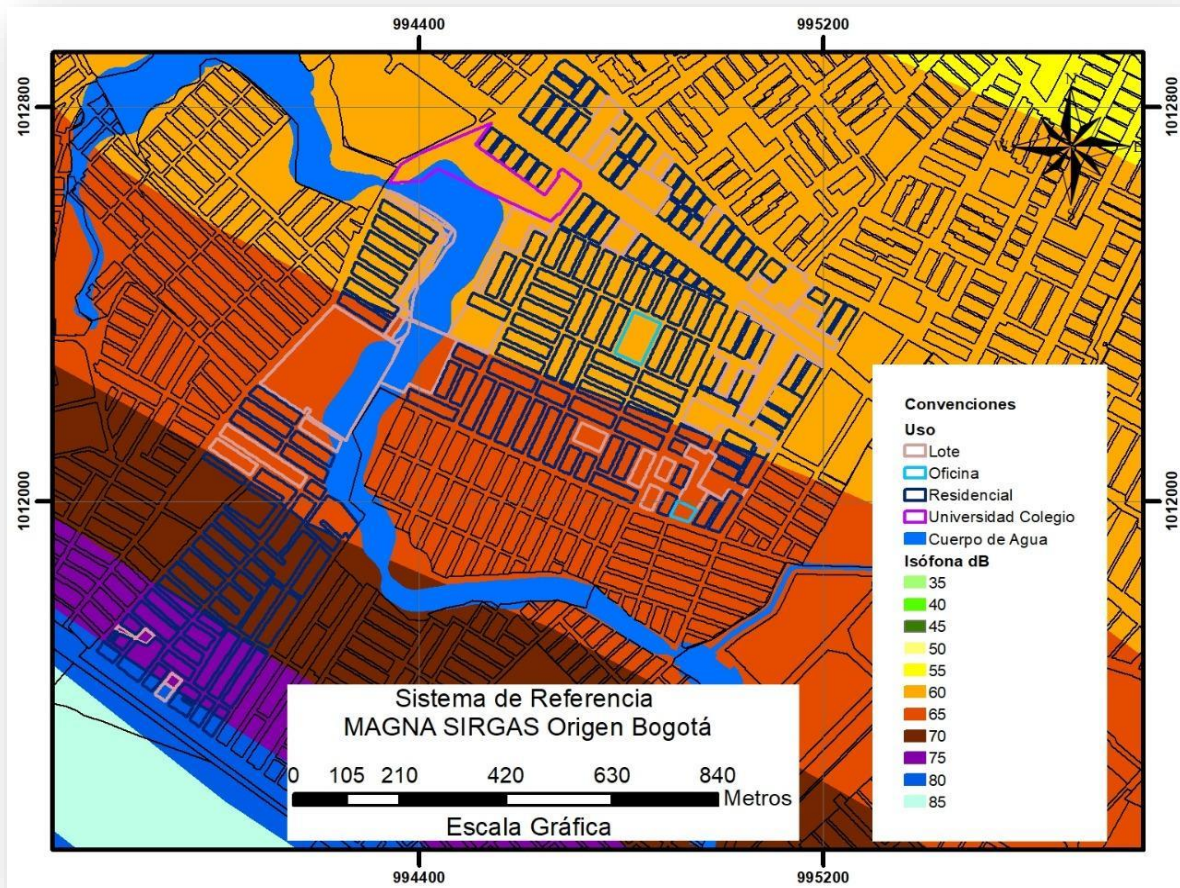 994400
995200
1012800
1012800
Convenciones
Uso
Lote
Oficina
Residencial
Universidad Colegio
Cuerpo de Agua
Isófona dB
35
40
45
50
55
60
65
70
75
80
85
1012000
1012000
Sistema de Referencia
MAGNA SIRGAS Origen Bogotá
0 105 210 420 630 840
Metros
Escala Gráfica
994400
995200